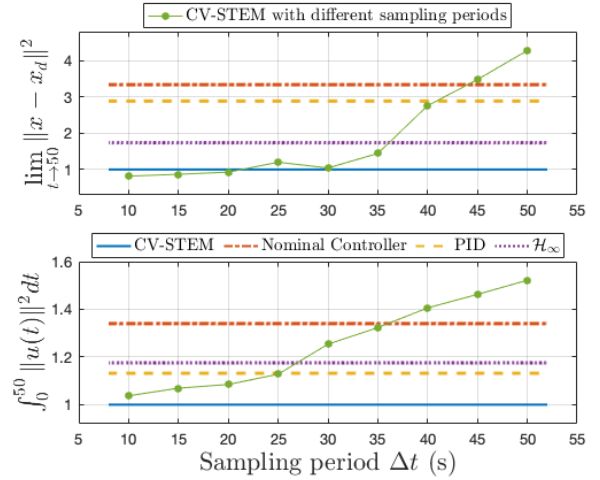 CV-STEM with different sampling periods
lim t→50 ‖x − x_d‖²
4
3
2
1
5 10 15 20 25 30 35 40 45 50 55
CV-STEM Nominal Controller PID ℋ∞
∫₀⁵⁰ ‖u(t)‖² dt
1.6
1.4
1.2
1
5 10 15 20 25 30 35 40 45 50 55
Sampling period Δt (s)